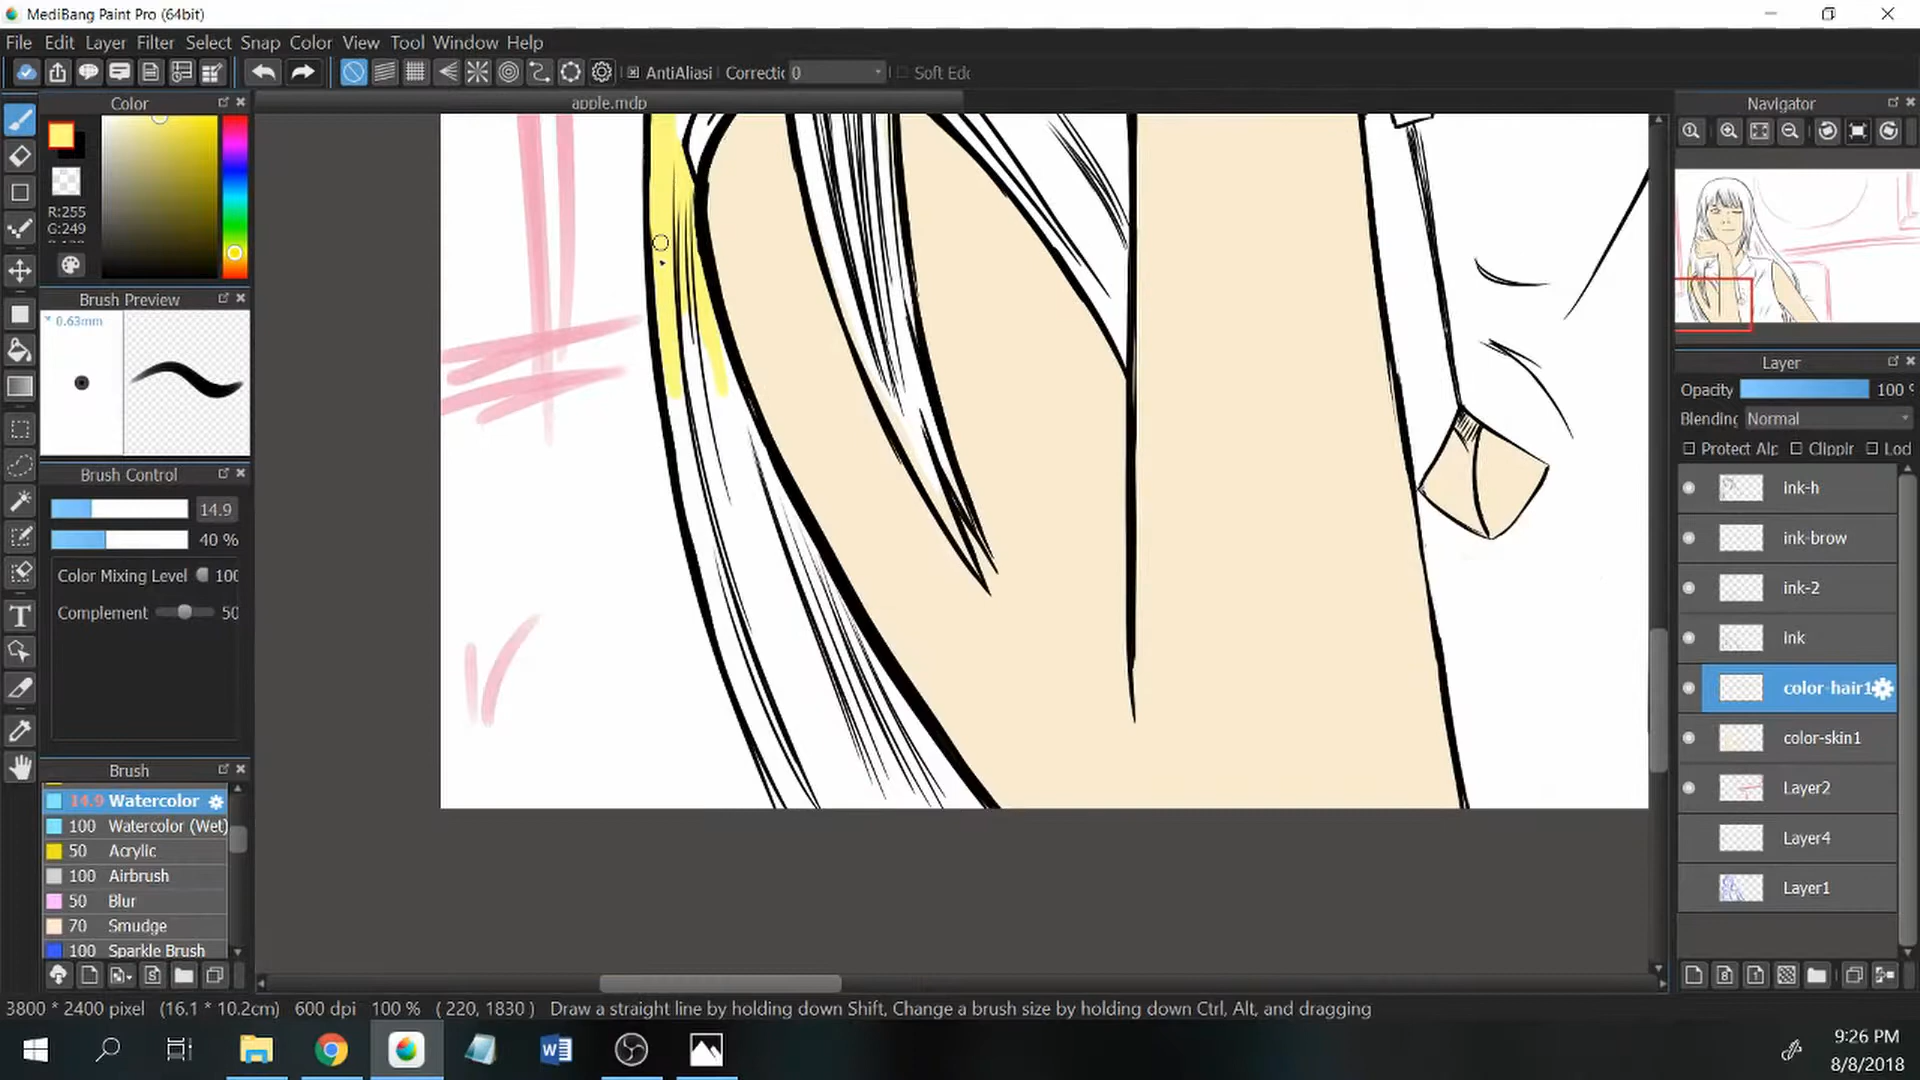 MediBang Paint Pro (64bit)
File Edit Layer Filter Select Snap Color View Tool Window Help
AntiAliasi Correctic 0 Soft Edg
apple.mdp
Color
R:255
G:249
Brush Preview
0.63mm
Brush Control
14.9
40 %
Color Mixing Level 100
Complement 50
Brush
14.9 Watercolor
100 Watercolor (Wet)
50 Acrylic
100 Airbrush
50 Blur
70 Smudge
100 Sparkle Brush
Navigator
Layer
Opacity 100 %
Blending Normal
Protect Alp Clippir Loc
ink-h
ink-brow
ink-2
ink
color-hair1
color-skin1
Layer2
Layer4
Layer1
3800 * 2400 pixel (16.1 * 10.2cm) 600 dpi 100 % ( 220, 1830 ) Draw a straight line by holding down Shift, Change a brush size by holding down Ctrl, Alt, and dragging
9:26 PM
8/8/2018